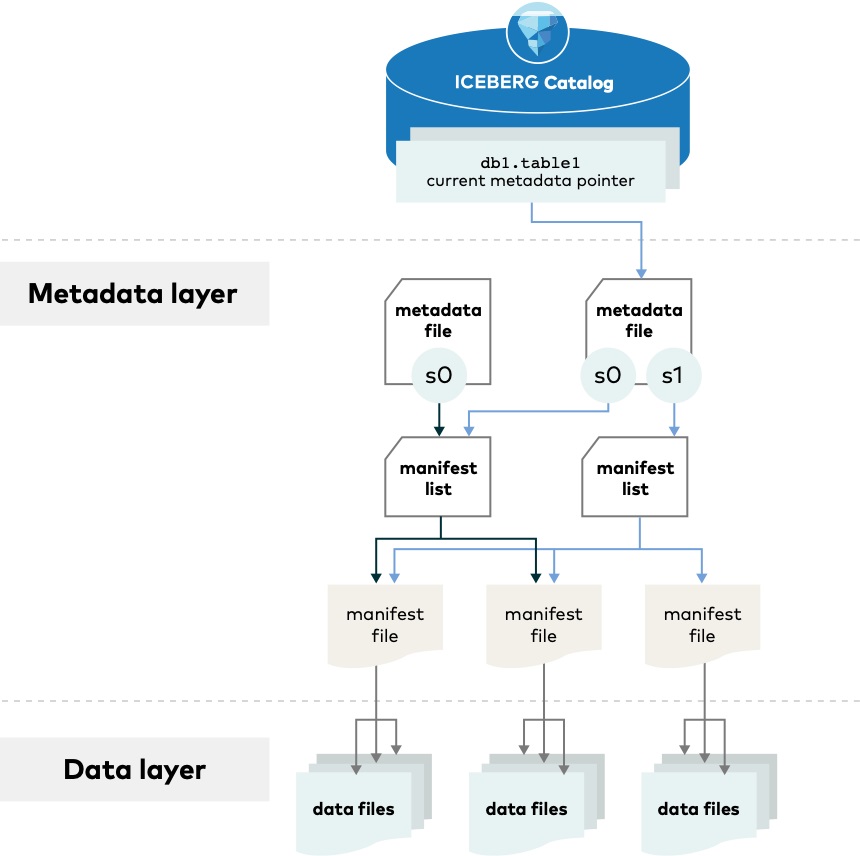 ICEBERG Catalog
db1.table1
current metadata pointer
Metadata layer
metadata
file
s0
metadata
file
s0
s1
manifest
list
manifest
list
manifest
file
manifest
file
manifest
file
Data layer
data files
data files
data files